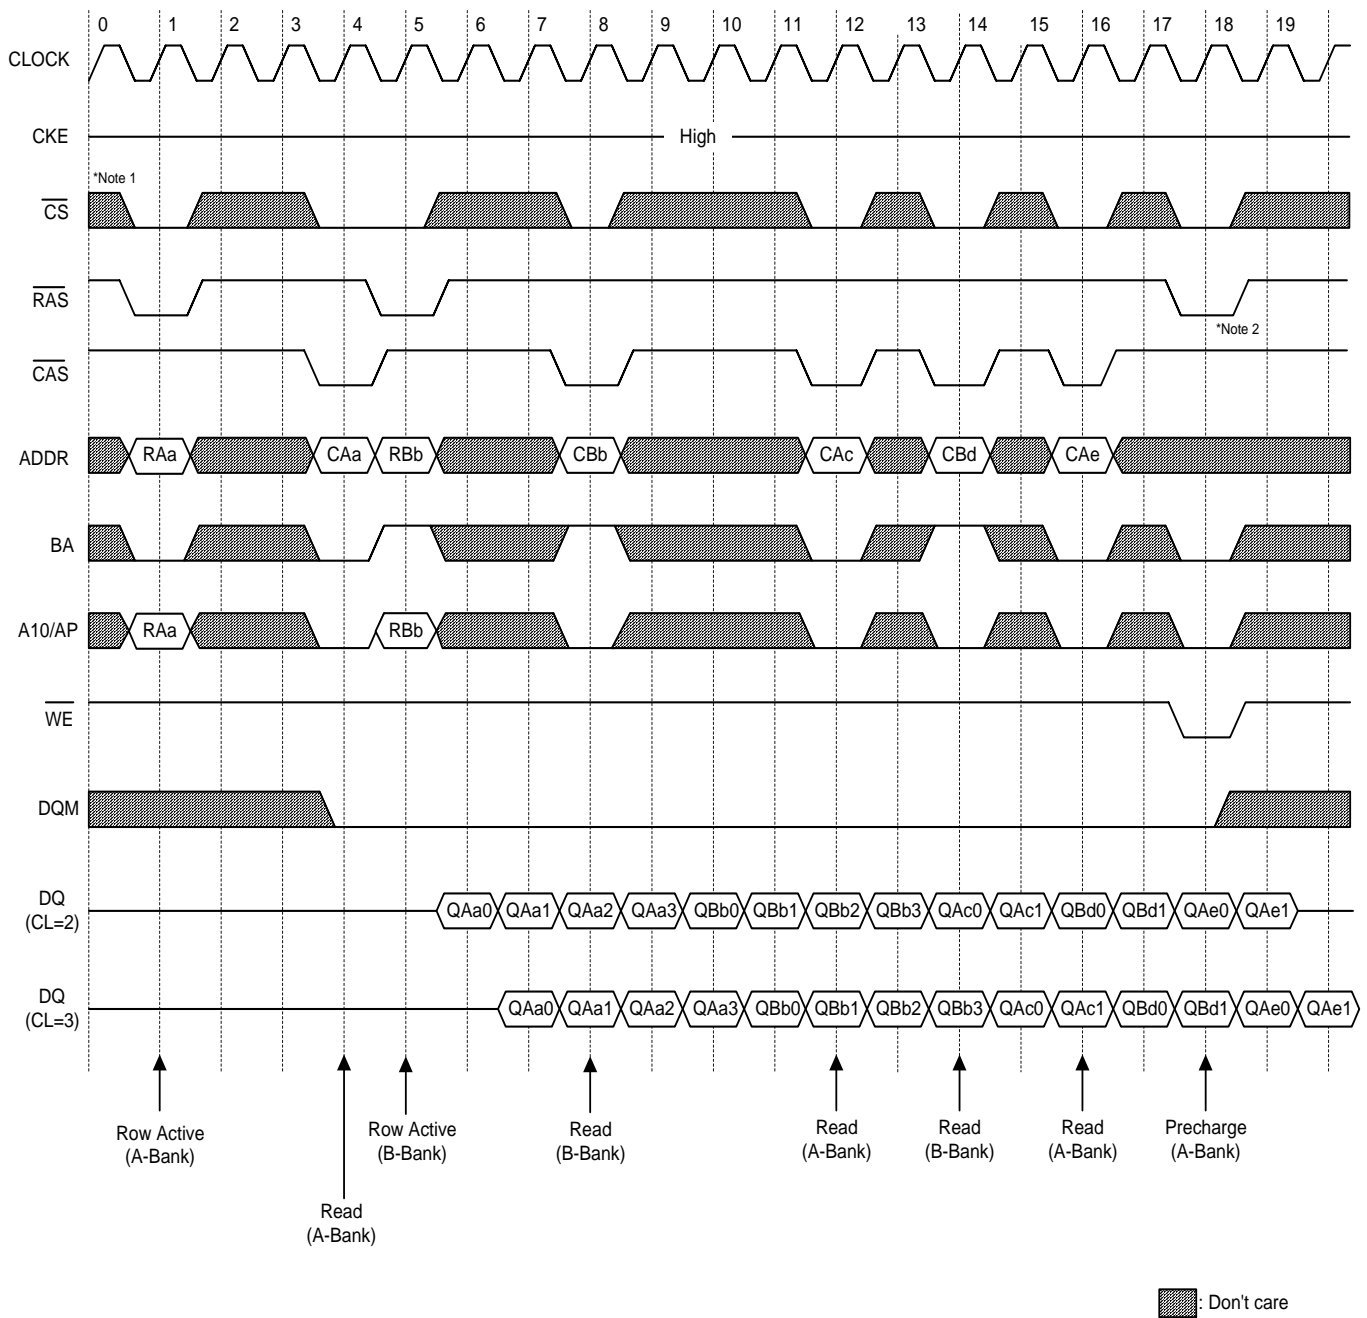 0 1 2 3 4 5 6 7 8 9 10 11 12 13 14 15 16 17 18 19
CLOCK
CKE High
*Note 1
CS
RAS
*Note 2
CAS
ADDR RAa CAa RBb CBb CAc CBd CAe
BA
A10/AP RAa RBb
WE
DQM
DQ
(CL=2)
QAa0 QAa1 QAa2 QAa3 QBb0 QBb1 QBb2 QBb3 QAc0 QAc1 QBd0 QBd1 QAe0 QAe1
DQ
(CL=3)
QAa0 QAa1 QAa2 QAa3 QBb0 QBb1 QBb2 QBb3 QAc0 QAc1 QBd0 QBd1 QAe0 QAe1
Row Active
(A-Bank)
Read
(A-Bank)
Row Active
(B-Bank)
Read
(B-Bank)
Read
(A-Bank)
Read
(B-Bank)
Read
(A-Bank)
Precharge
(A-Bank)
: Don't care